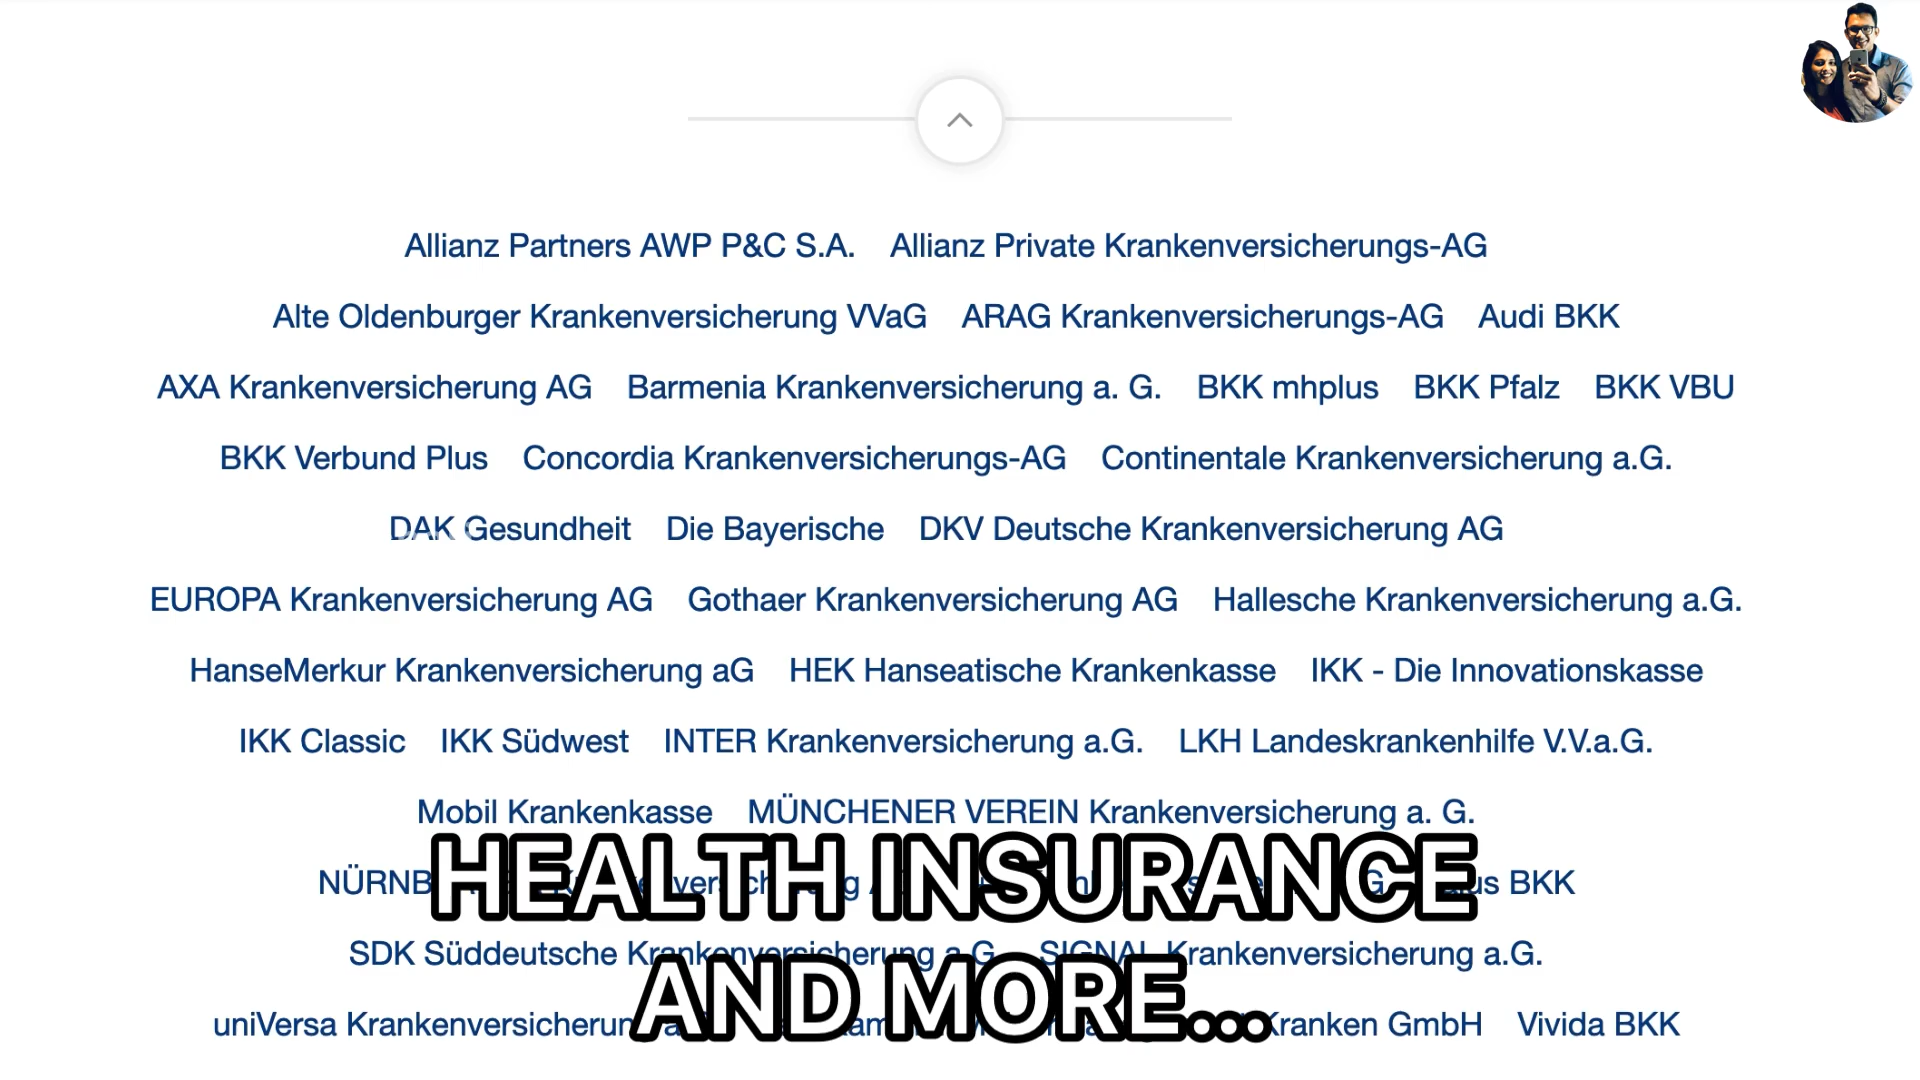 Allianz Partners AWP P&C S.A. Allianz Private Krankenversicherungs-AG
Alte Oldenburger Krankenversicherung VVaG ARAG Krankenversicherungs-AG Audi BKK
AXA Krankenversicherung AG Barmenia Krankenversicherung a. G. BKK mhplus BKK Pfalz BKK VBU
BKK Verbund Plus Concordia Krankenversicherungs-AG Continentale Krankenversicherung a.G.
DAK Gesundheit Die Bayerische DKV Deutsche Krankenversicherung AG
EUROPA Krankenversicherung AG Gothaer Krankenversicherung AG Hallesche Krankenversicherung a.G.
HanseMerkur Krankenversicherung aG HEK Hanseatische Krankenkasse IKK - Die Innovationskasse
IKK Classic IKK Südwest INTER Krankenversicherung a.G. LKH Landeskrankenhilfe V.V.a.G.
Mobil Krankenkasse MÜNCHENER VEREIN Krankenversicherung a. G.
BKK
HEALTH INSURANCE
SDK Süddeutsche Krankenversicherung a.G. SIGNAL Krankenversicherung a.G.
AND MORE...
uniVersa Kranken GmbH Vivida BKK